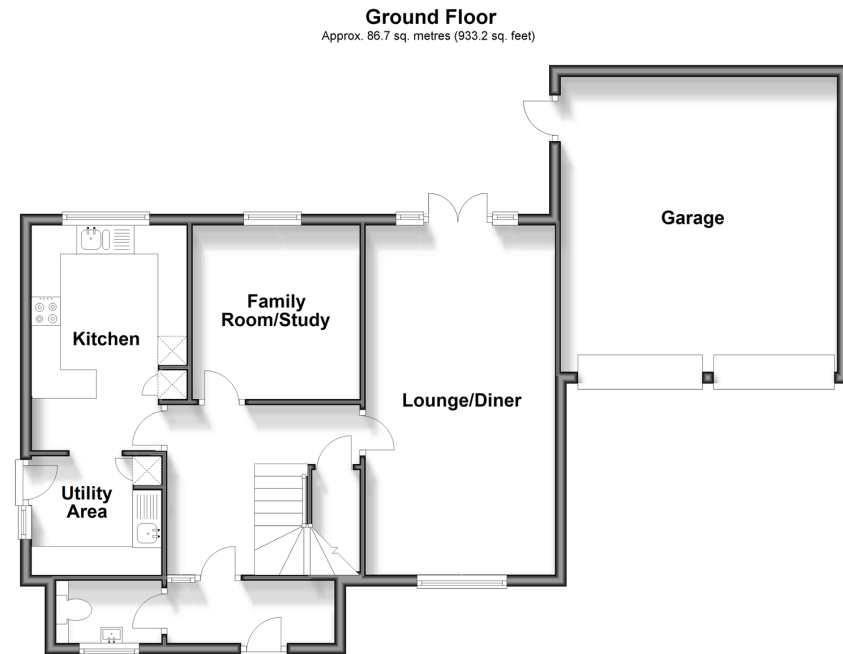 Ground Floor
Approx. 86.7 sq. metres (933.2 sq. feet)
Garage
Family
Room/Study
Kitchen
Lounge/Diner
Utility
Area